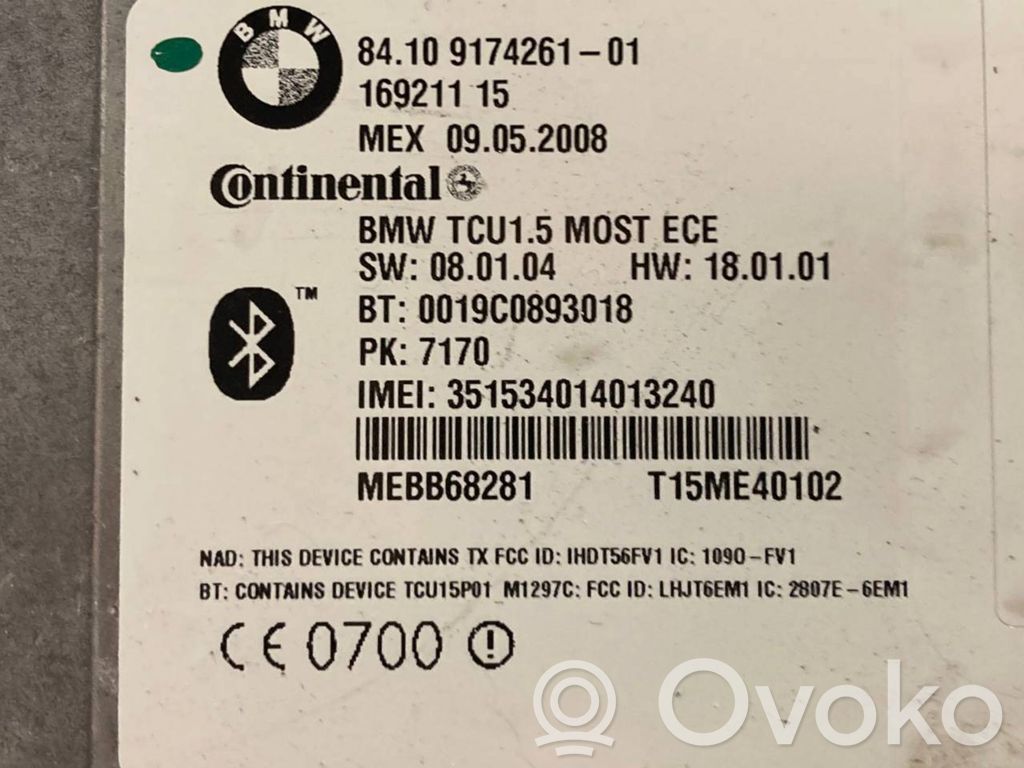 BMW
84.10 9174261-01
169211 15
MEX 09.05.2008
Continental
BMW TCU1.5 MOST ECE
SW: 08.01.04 HW: 18.01.01
TM
BT: 0019C0893018
PK: 7170
IMEI: 351534014013240
MEBB68281 T15ME40102
NAD: THIS DEVICE CONTAINS TX FCC ID: IHDT56FV1 IC: 1090-FV1
BT: CONTAINS DEVICE TCU15P01_M1297C: FCC ID: LHJT6EM1 IC: 2807E-6EM1
CE 0700 !
Ovoko